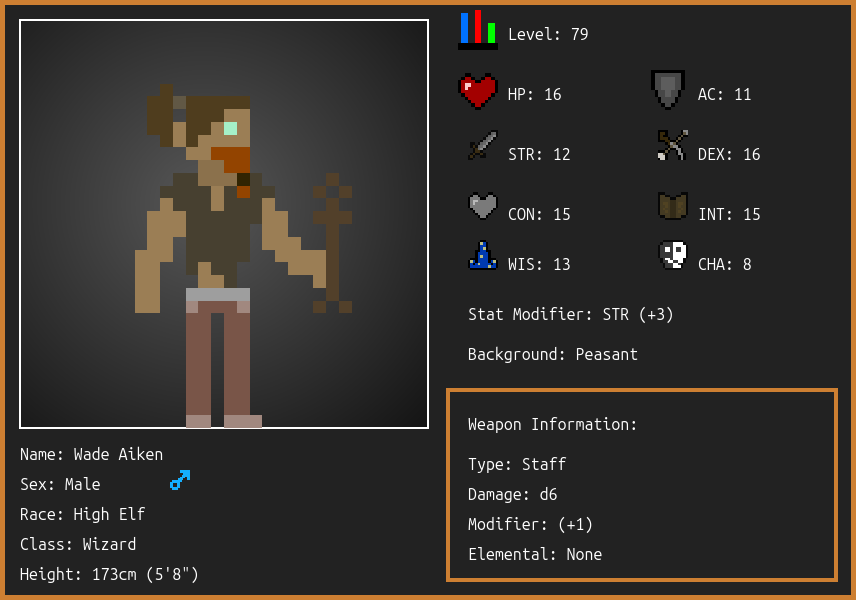 Level: 79
HP: 16
AC: 11
STR: 12
DEX: 16
CON: 15
INT: 15
WIS: 13
CHA: 8
Stat Modifier: STR (+3)
Background: Peasant
Weapon Information:
Type: Staff
Damage: d6
Modifier: (+1)
Elemental: None
Name: Wade Aiken
Sex: Male
Race: High Elf
Class: Wizard
Height: 173cm (5'8")